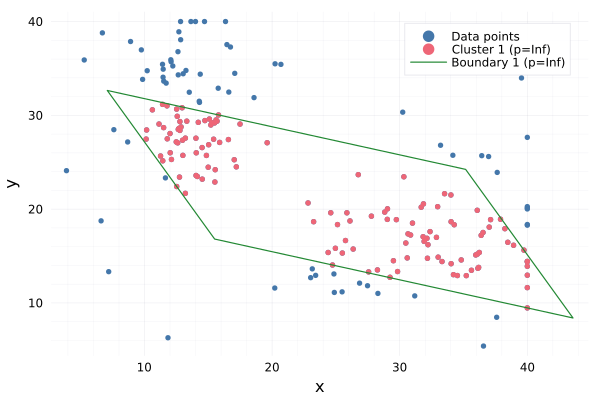 40
Data points
Cluster 1 (p=Inf)
Boundary 1 (p=Inf)
30
y
20
10
10 20 30 40
x